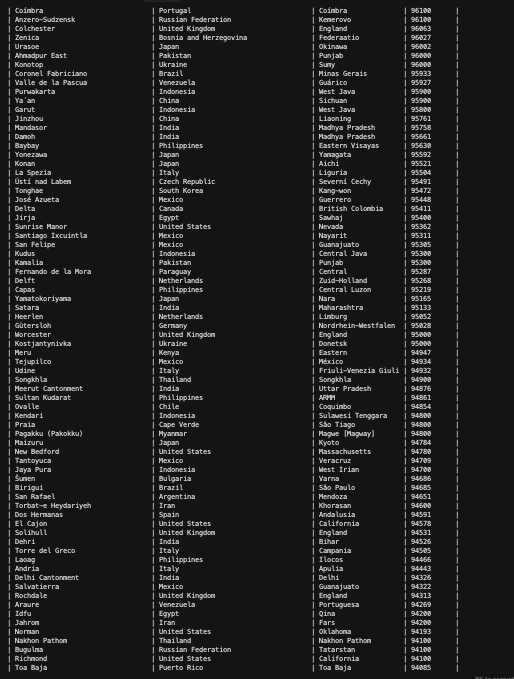 | Coímbra | Portugal | Coímbra | 96100 |
| Anzero-Sudzensk | Russian Federation | Kemerovo | 96100 |
| Colchester | United Kingdom | England | 96063 |
| Zenica | Bosnia and Herzegovina | Federaatio | 96027 |
| Urasoe | Japan | Okinawa | 96002 |
| Ahmadpur East | Pakistan | Punjab | 96000 |
| Konotop | Ukraine | Sumy | 96000 |
| Coronel Fabriciano | Brazil | Minas Gerais | 95933 |
| Valle de la Pascua | Venezuela | Guárico | 95927 |
| Purwakarta | Indonesia | West Java | 95900 |
| Ya´an | China | Sichuan | 95900 |
| Garut | Indonesia | West Java | 95800 |
| Jinzhou | China | Liaoning | 95761 |
| Mandasor | India | Madhya Pradesh | 95758 |
| Damoh | India | Madhya Pradesh | 95661 |
| Baybay | Philippines | Eastern Visayas | 95630 |
| Yonezawa | Japan | Yamagata | 95592 |
| Konan | Japan | Aichi | 95521 |
| La Spezia | Italy | Liguria | 95504 |
| Ústí nad Labem | Czech Republic | Severní Cechy | 95491 |
| Tonghae | South Korea | Kang-won | 95472 |
| José Azueta | Mexico | Guerrero | 95448 |
| Delta | Canada | British Colombia | 95411 |
| Jirja | Egypt | Sawhaj | 95400 |
| Sunrise Manor | United States | Nevada | 95362 |
| Santiago Ixcuintla | Mexico | Nayarit | 95311 |
| San Felipe | Mexico | Guanajuato | 95305 |
| Kudus | Indonesia | Central Java | 95300 |
| Kamalia | Pakistan | Punjab | 95300 |
| Fernando de la Mora | Paraguay | Central | 95287 |
| Delft | Netherlands | Zuid-Holland | 95268 |
| Capas | Philippines | Central Luzon | 95219 |
| Yamatokoriyama | Japan | Nara | 95165 |
| Satara | India | Maharashtra | 95133 |
| Heerlen | Netherlands | Limburg | 95052 |
| Gütersloh | Germany | Nordrhein-Westfalen | 95028 |
| Worcester | United Kingdom | England | 95000 |
| Kostjantynivka | Ukraine | Donetsk | 95000 |
| Meru | Kenya | Eastern | 94947 |
| Tejupilco | Mexico | México | 94934 |
| Udine | Italy | Friuli-Venezia Giuli | 94932 |
| Songkhla | Thailand | Songkhla | 94900 |
| Meerut Cantonment | India | Uttar Pradesh | 94876 |
| Sultan Kudarat | Philippines | ARMM | 94861 |
| Ovalle | Chile | Coquimbo | 94854 |
| Kendari | Indonesia | Sulawesi Tenggara | 94800 |
| Praia | Cape Verde | São Tiago | 94800 |
| Pagakku (Pakokku) | Myanmar | Magwe [Magway] | 94800 |
| Maizuru | Japan | Kyoto | 94784 |
| New Bedford | United States | Massachusetts | 94780 |
| Tantoyuca | Mexico | Veracruz | 94709 |
| Jaya Pura | Indonesia | West Irian | 94700 |
| Šumen | Bulgaria | Varna | 94686 |
| Birigui | Brazil | São Paulo | 94685 |
| San Rafael | Argentina | Mendoza | 94651 |
| Torbat-e Heydariyeh | Iran | Khorasan | 94600 |
| Dos Hermanas | Spain | Andalusia | 94591 |
| El Cajon | United States | California | 94578 |
| Solihull | United Kingdom | England | 94531 |
| Dehri | India | Bihar | 94526 |
| Torre del Greco | Italy | Campania | 94505 |
| Laoag | Philippines | Ilocos | 94466 |
| Andria | Italy | Apulia | 94443 |
| Delhi Cantonment | India | Delhi | 94326 |
| Salvatierra | Mexico | Guanajuato | 94322 |
| Rochdale | United Kingdom | England | 94313 |
| Araure | Venezuela | Portuguesa | 94269 |
| Idfu | Egypt | Qina | 94200 |
| Jahrom | Iran | Fars | 94200 |
| Norman | United States | Oklahoma | 94193 |
| Nakhon Pathom | Thailand | Nakhon Pathom | 94100 |
| Bugulma | Russian Federation | Tatarstan | 94100 |
| Richmond | United States | California | 94100 |
| Toa Baja | Puerto Rico | Toa Baja | 94085 |